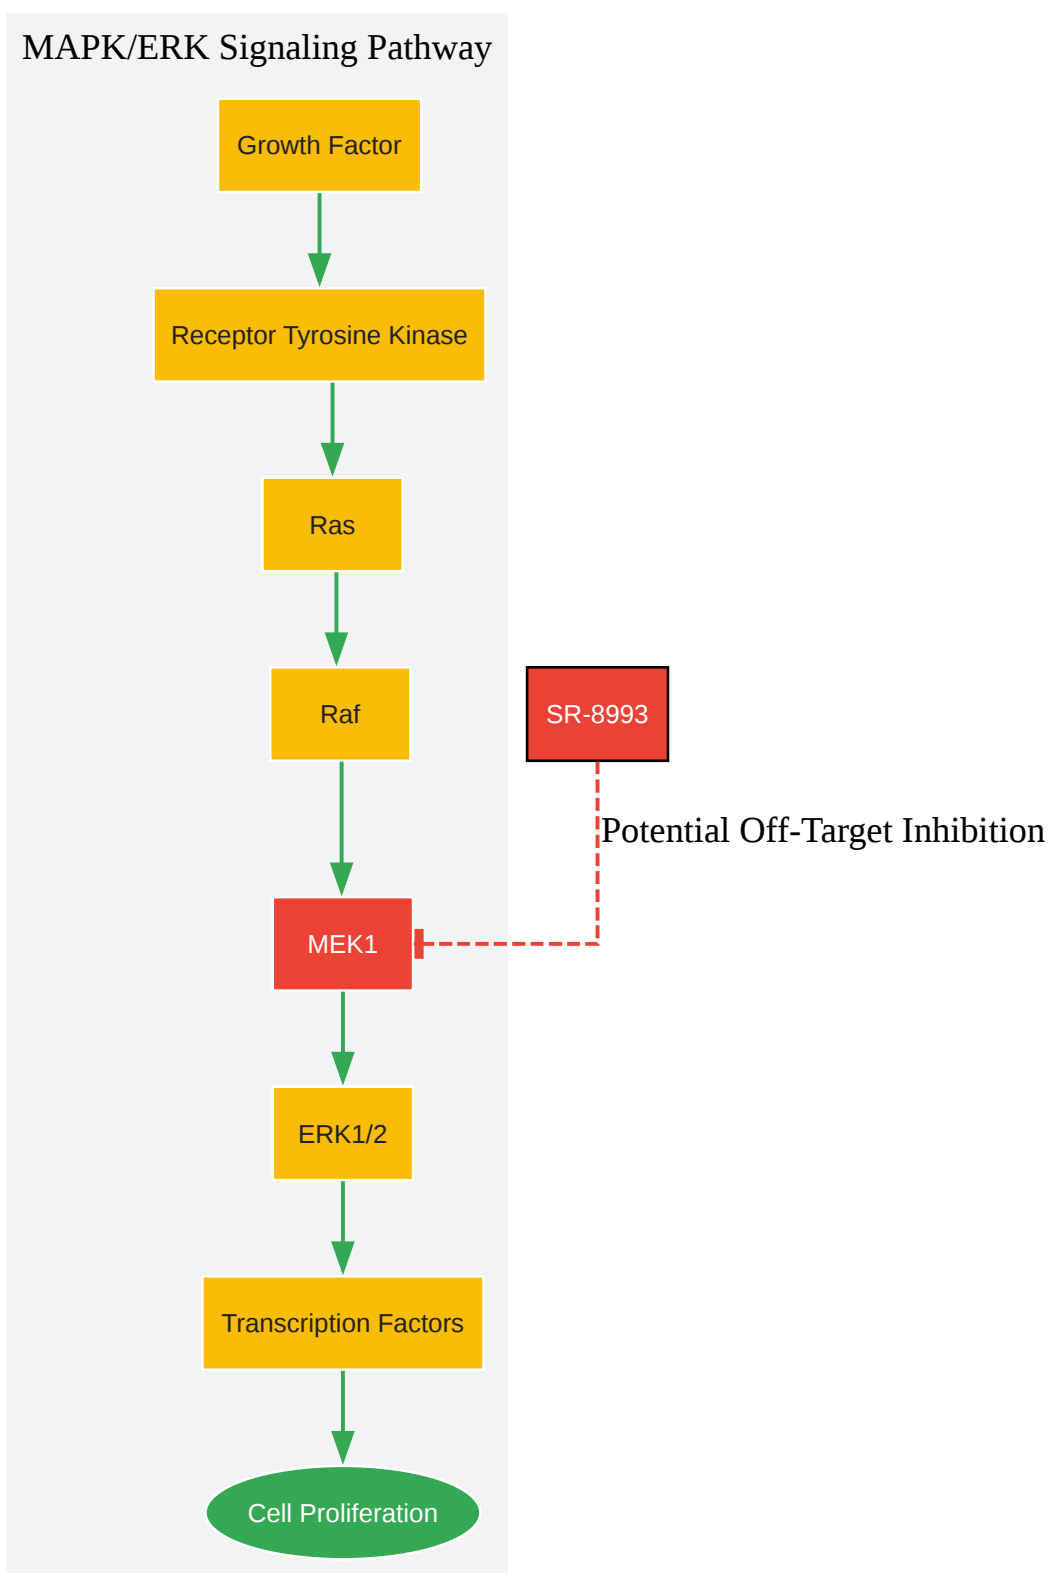 MAPK/ERK Signaling Pathway
Growth Factor
Receptor Tyrosine Kinase
Ras
Raf
SR-8993
Potential Off-Target Inhibition
MEK1
ERK1/2
Transcription Factors
Cell Proliferation